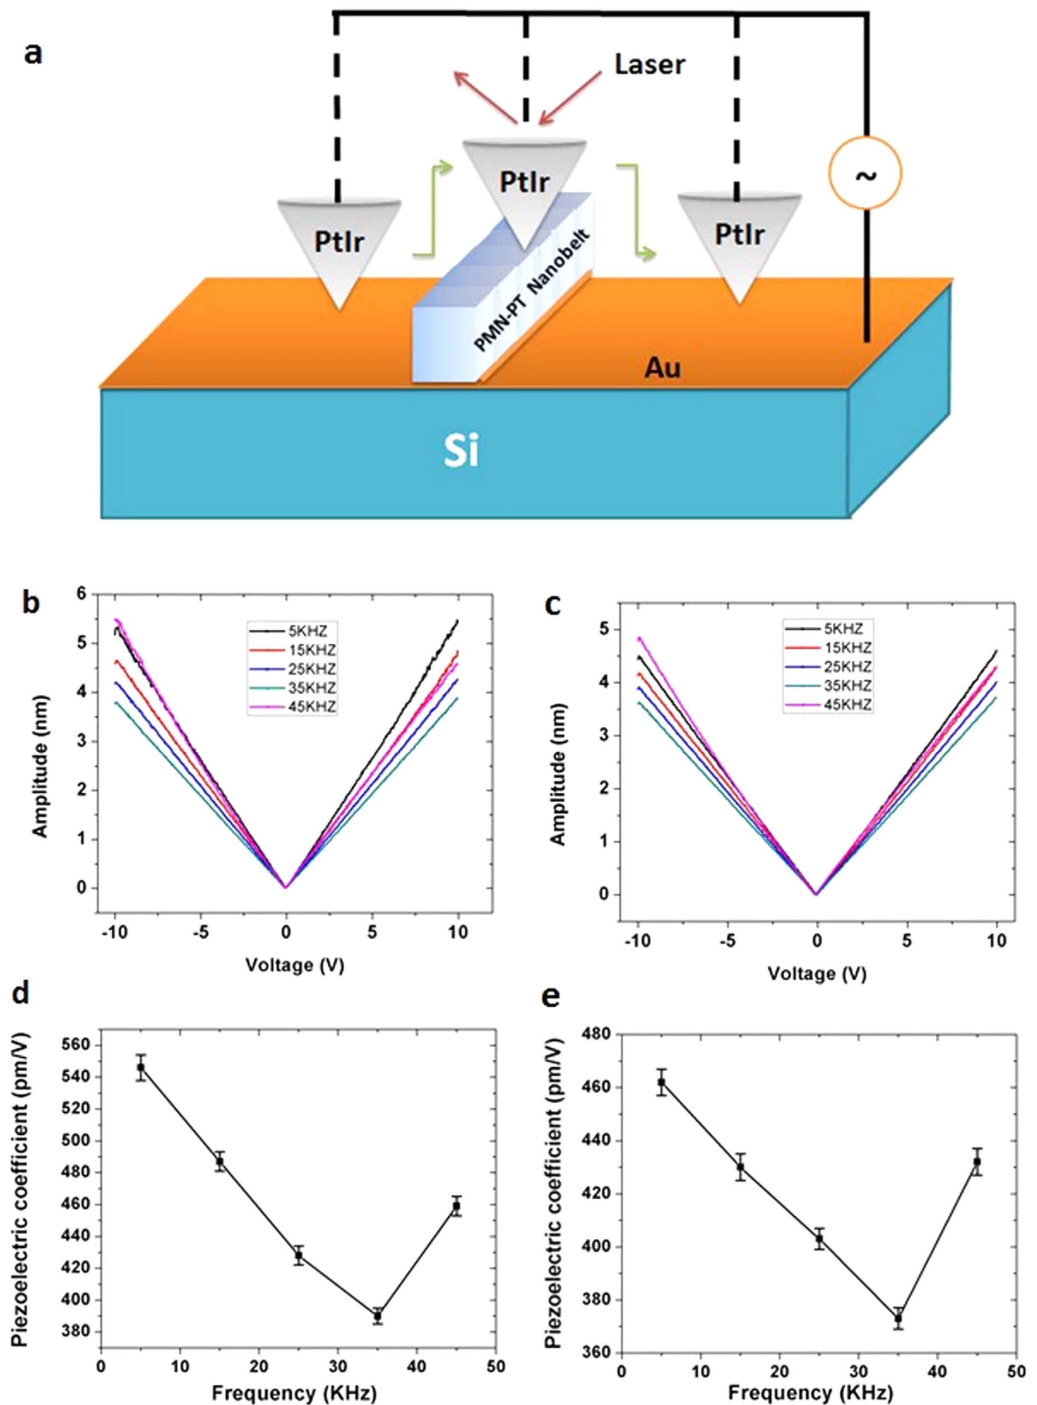 a
Laser
~
PtIr
PtIr
PtIr
PMN-PT Nanobelt
Au
Si
b
6
5
4
3
2
1
0
Amplitude (nm)
5KHZ
15KHZ
25KHZ
35KHZ
45KHZ
-10 -5 0 5 10
Voltage (V)
c
5
4
3
2
1
0
Amplitude (nm)
5KHZ
15KHZ
25KHZ
35KHZ
45KHZ
-10 -5 0 5 10
Voltage (V)
d
560
540
520
500
480
460
440
420
400
380
Piezoelectric coefficient (pm/V)
0 10 20 30 40 50
Frequency (KHz)
e
480
460
440
420
400
380
360
Piezoelectric coefficient (pm/V)
0 10 20 30 40 50
Frequency (KHz)